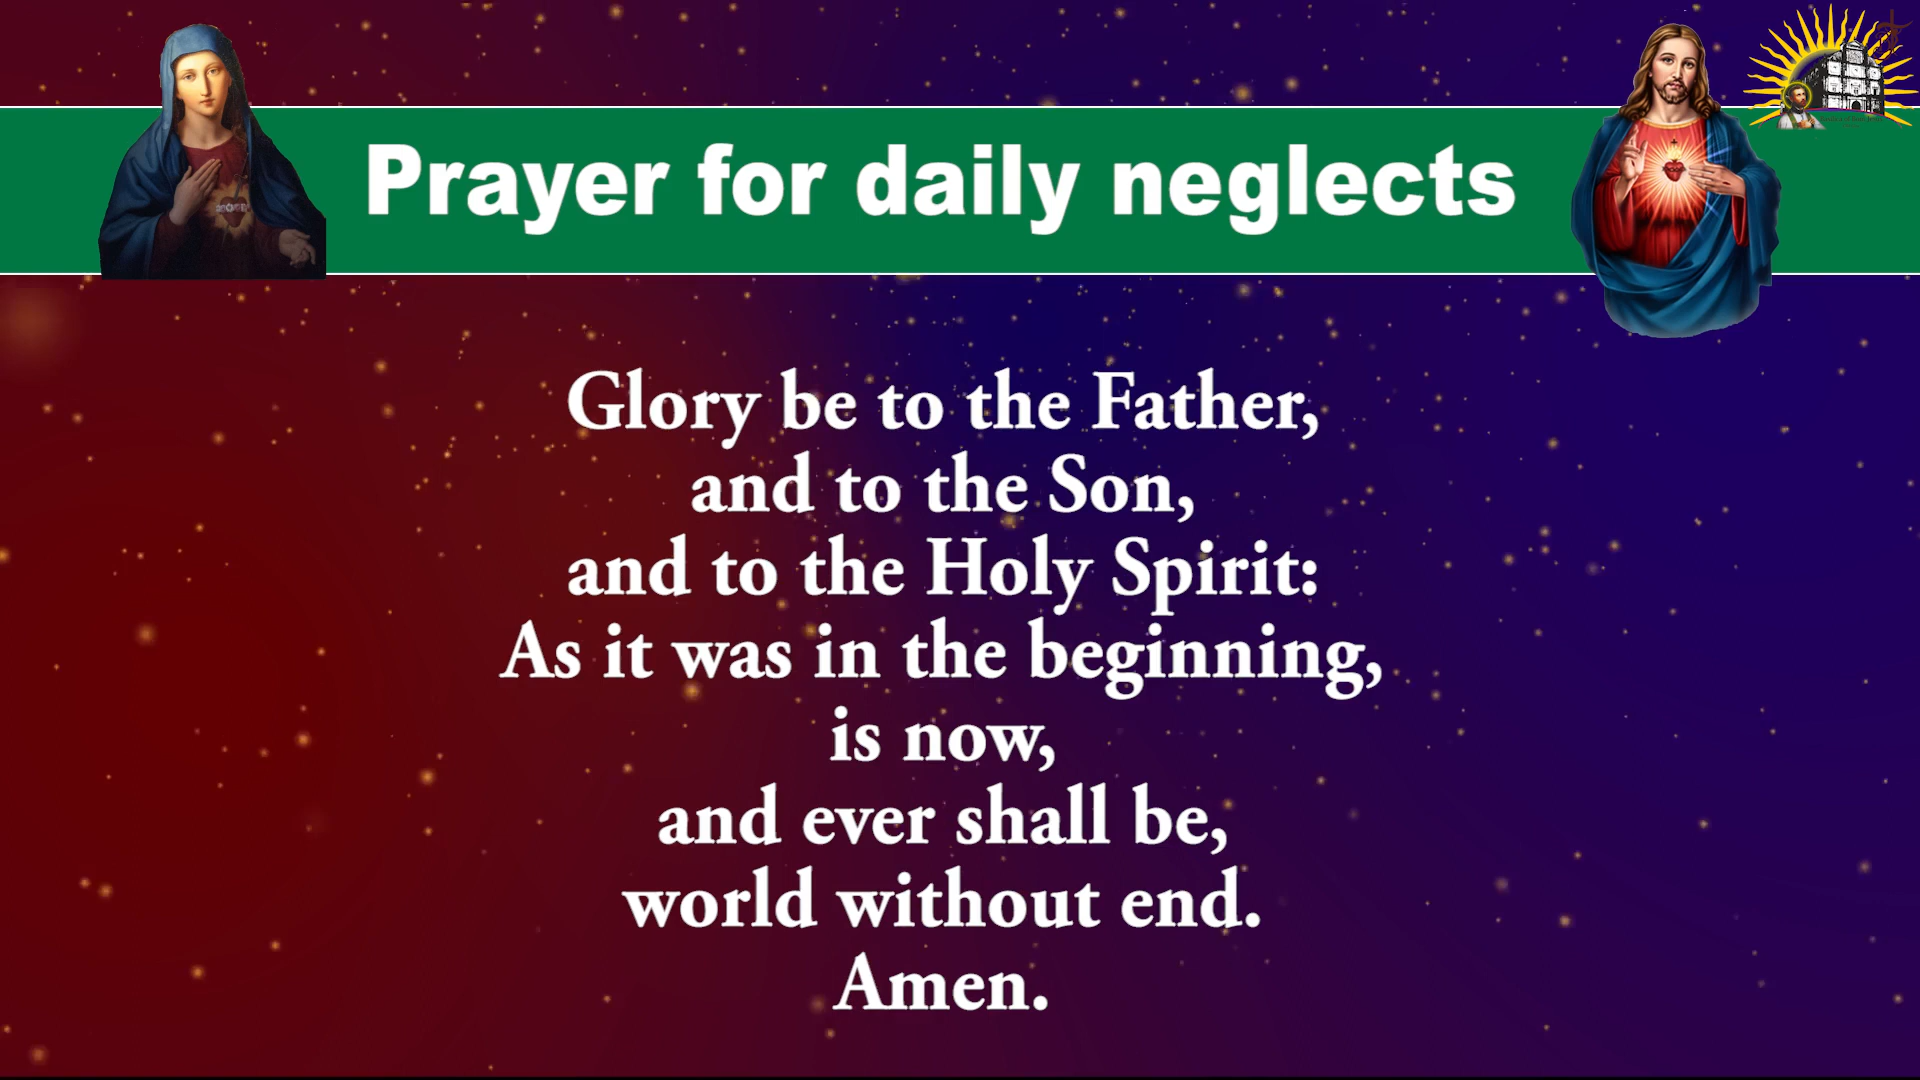 Prayer for daily neglects
Glory be to the Father,
and to the Son,
and to the Holy Spirit:
As it was in the beginning,
is now,
and ever shall be,
world without end.
Amen.